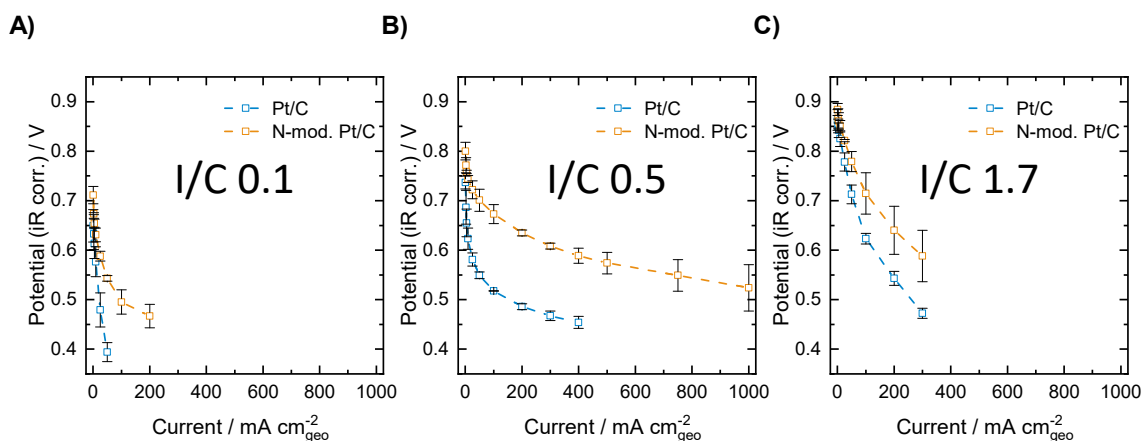 A)
B)
C)
Potential (iR corr.) / V
0.9
0.8
0.7
0.6
0.5
0.4
Pt/C
N-mod. Pt/C
I/C 0.1
0 200 400 600 800 1000
Current / mA cm⁻²geo
Potential (iR corr.) / V
0.9
0.8
0.7
0.6
0.5
0.4
Pt/C
N-mod. Pt/C
I/C 0.5
0 200 400 600 800 1000
Current / mA cm⁻²geo
Potential (iR corr.) / V
0.9
0.8
0.7
0.6
0.5
0.4
Pt/C
N-mod. Pt/C
I/C 1.7
0 200 400 600 800 1000
Current / mA cm⁻²geo